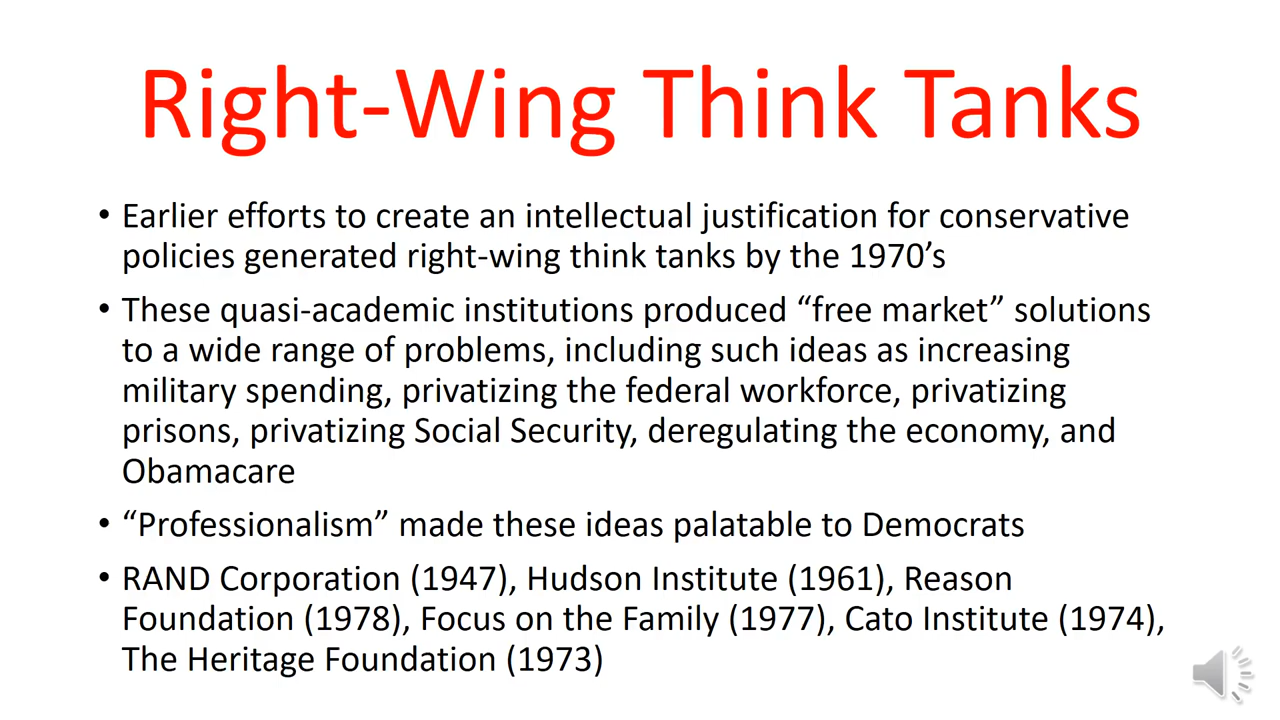 Right-Wing Think Tanks
• Earlier efforts to create an intellectual justification for conservative
policies generated right-wing think tanks by the 1970’s
• These quasi-academic institutions produced “free market” solutions
to a wide range of problems, including such ideas as increasing
military spending, privatizing the federal workforce, privatizing
prisons, privatizing Social Security, deregulating the economy, and
Obamacare
• “Professionalism” made these ideas palatable to Democrats
• RAND Corporation (1947), Hudson Institute (1961), Reason
Foundation (1978), Focus on the Family (1977), Cato Institute (1974),
The Heritage Foundation (1973)